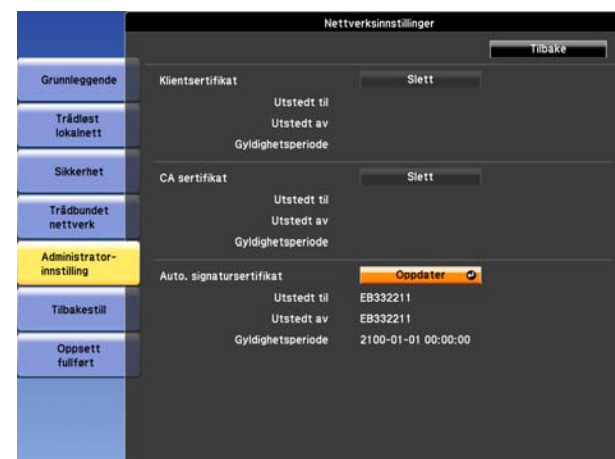 Nettverksinnstillinger
Tilbake
Grunnleggende
Trådløst
lokalnett
Sikkerhet
Trådbundet
nettverk
Administrator-
innstilling
Tilbakestill
Oppsett
fullført
Klientsertifikat Slett
Utstedt til
Utstedt av
Gyldighetsperiode
CA sertifikat Slett
Utstedt til
Utstedt av
Gyldighetsperiode
Auto. signatursertifikat Oppdater
Utstedt til EB332211
Utstedt av EB332211
Gyldighetsperiode 2100-01-01 00:00:00